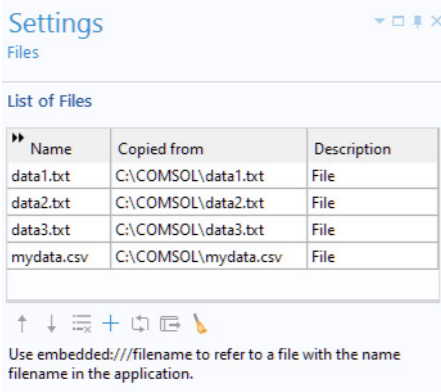 Settings
Files
List of Files
Name Copied from Description
data1.txt C:\COMSOL\data1.txt File
data2.txt C:\COMSOL\data2.txt File
data3.txt C:\COMSOL\data3.txt File
mydata.csv C:\COMSOL\mydata.csv File
Use embedded:///filename to refer to a file with the name
filename in the application.